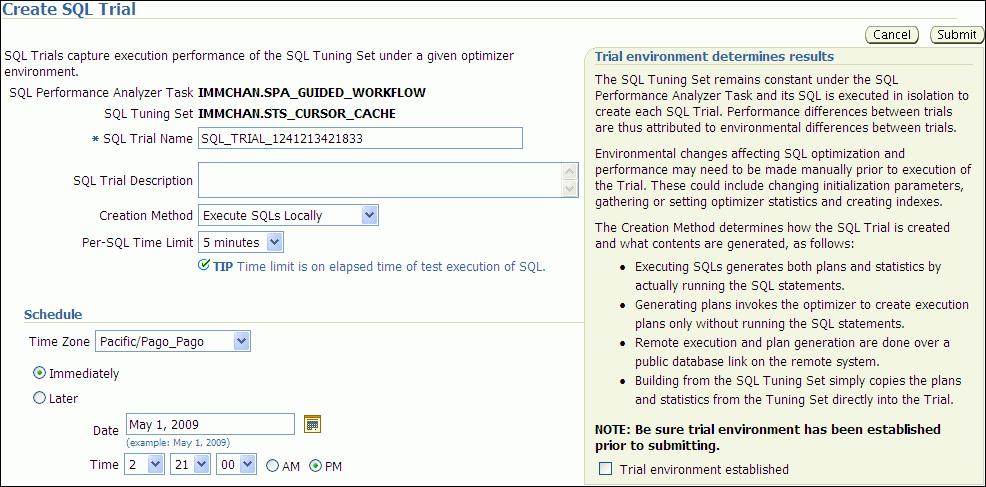 Create SQL Trial
Cancel
Submit
SQL Trials capture execution performance of the SQL Tuning Set under a given optimizer
environment.
SQL Performance Analyzer Task IMMCHAN.SPA_GUIDED_WORKFLOW
SQL Tuning Set IMMCHAN.STS_CURSOR_CACHE
* SQL Trial Name SQL_TRIAL_1241213421833
SQL Trial Description
Creation Method Execute SQLs Locally
Per-SQL Time Limit 5 minutes
TIP Time limit is on elapsed time of test execution of SQL.
Schedule
Time Zone Pacific/Pago_Pago
Immediately
Later
Date May 1, 2009
(example: May 1, 2009)
Time 2 21 00 AM PM
Trial environment determines results
The SQL Tuning Set remains constant under the SQL
Performance Analyzer Task and its SQL is executed in isolation to
create each SQL Trial. Performance differences between trials
are thus attributed to environmental differences between trials.
Environmental changes affecting SQL optimization and
performance may need to be made manually prior to execution of
the Trial. These could include changing initialization parameters,
gathering or setting optimizer statistics and creating indexes.
The Creation Method determines how the SQL Trial is created
and what contents are generated, as follows:
• Executing SQLs generates both plans and statistics by
actually running the SQL statements.
• Generating plans invokes the optimizer to create execution
plans only without running the SQL statements.
• Remote execution and plan generation are done over a
public database link on the remote system.
• Building from the SQL Tuning Set simply copies the plans
and statistics from the Tuning Set directly into the Trial.
NOTE: Be sure trial environment has been established
prior to submitting.
Trial environment established